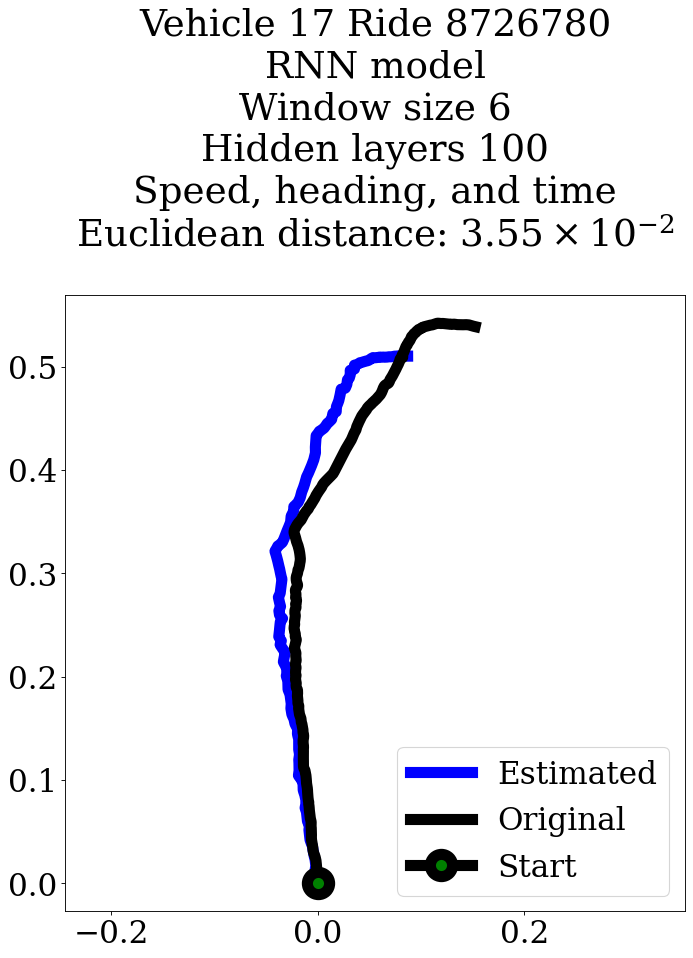 Vehicle 17 Ride 8726780
RNN model
Window size 6
Hidden layers 100
Speed, heading, and time
Euclidean distance: 3.55 × 10⁻²
0.5
0.4
0.3
0.2
0.1
0.0
Estimated
Original
Start
−0.2 0.0 0.2